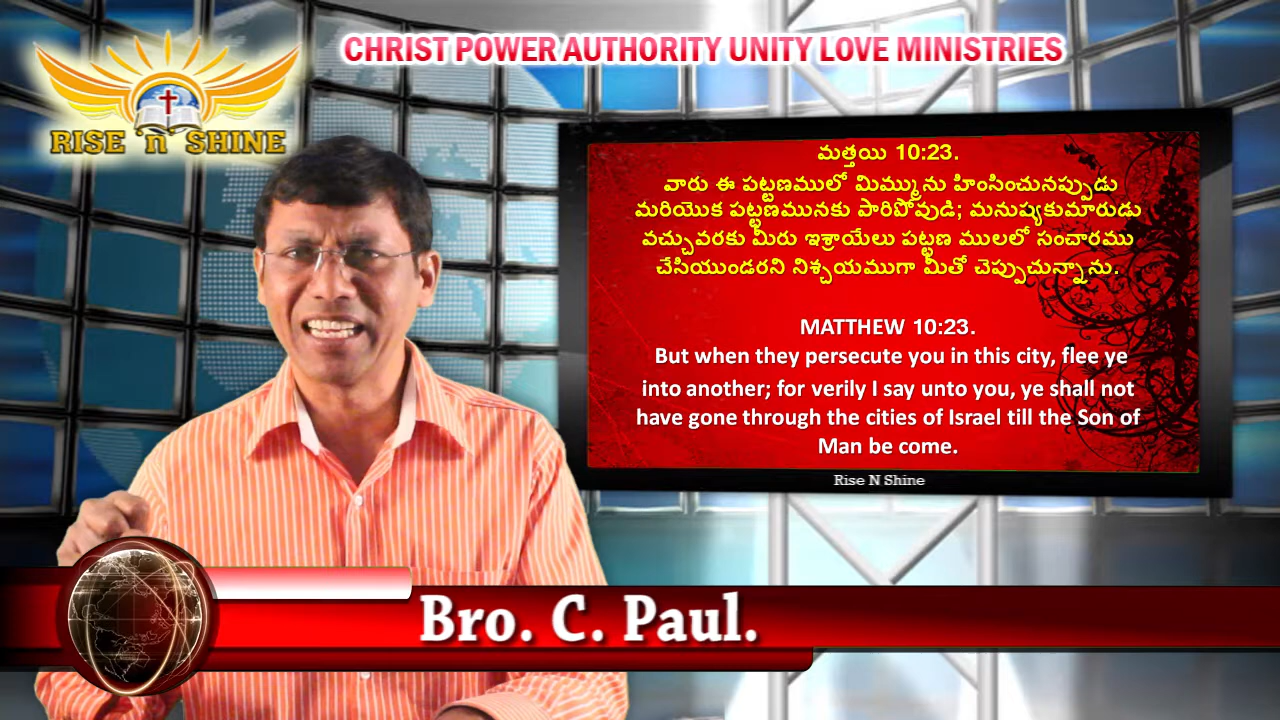 CHRIST POWER AUTHORITY UNITY LOVE MINISTRIES
RISE 'n' SHINE
మత్తయి 10:23.
వారు ఈ పట్టణములో మిమ్మును హింసించునప్పుడు
మరియొక పట్టణమునకు పారిపోవుడి; మనుష్యకుమారుడు
వచ్చువరకు మీరు ఇశ్రాయేలు పట్టణ ములలో సంచారము
చేసియుండరని నిశ్చయముగా మీతో చెప్పుచున్నాను.
MATTHEW 10:23.
But when they persecute you in this city, flee ye
into another; for verily I say unto you, ye shall not
have gone through the cities of Israel till the Son of
Man be come.
Rise N Shine
Bro. C. Paul.